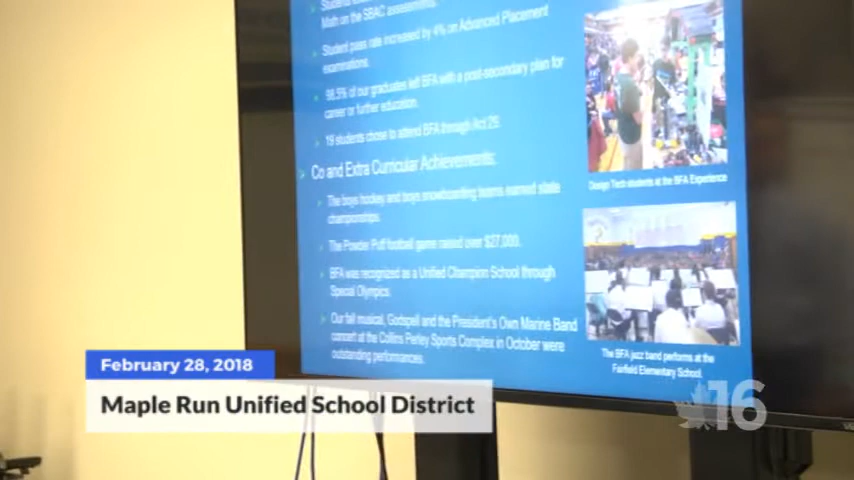 Math on the SBAC assessments.
Student pass rate increased by 4% on Advanced Placement
examinations.
98.5% of our graduates left BFA with a post-secondary plan for
career or further education.
19 students chose to attend BFA through Act 29.
Co and Extra Curricular Achievements:
The boys hockey and boys snowboarding teams earned state
championships.
The Powder Puff football game raised over $27,000.
BFA was recognized as a Unified Champion School through
Special Olympics.
Our fall musical, Godspell and the President's Own Marine Band
concert at the Collins Perley Sports Complex in October were
outstanding performances.
Design Tech students at the BFA Experience
The BFA jazz band performs at the
Fairfield Elementary School.
February 28, 2018
Maple Run Unified School District
16